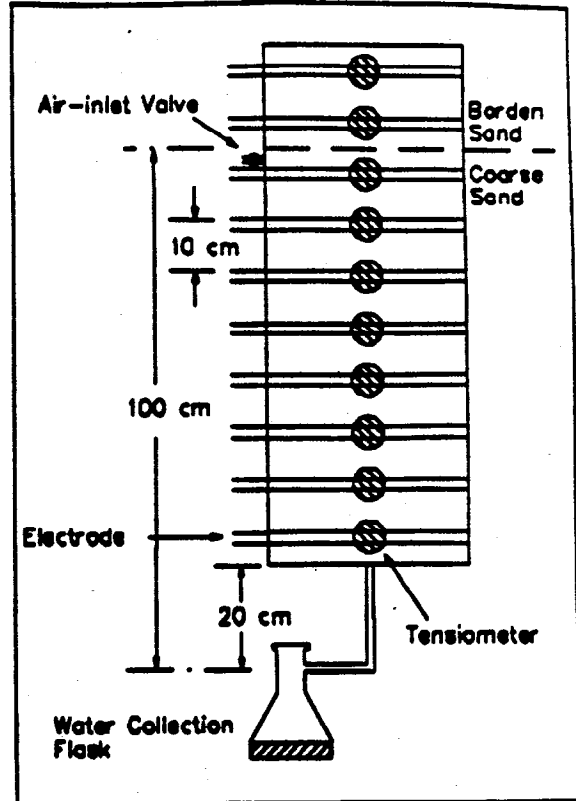 Air-inlet Valve
Borden
Sand
Coarse
Sand
10 cm
100 cm
Electrode
20 cm
Tensiometer
Water Collection
Flask